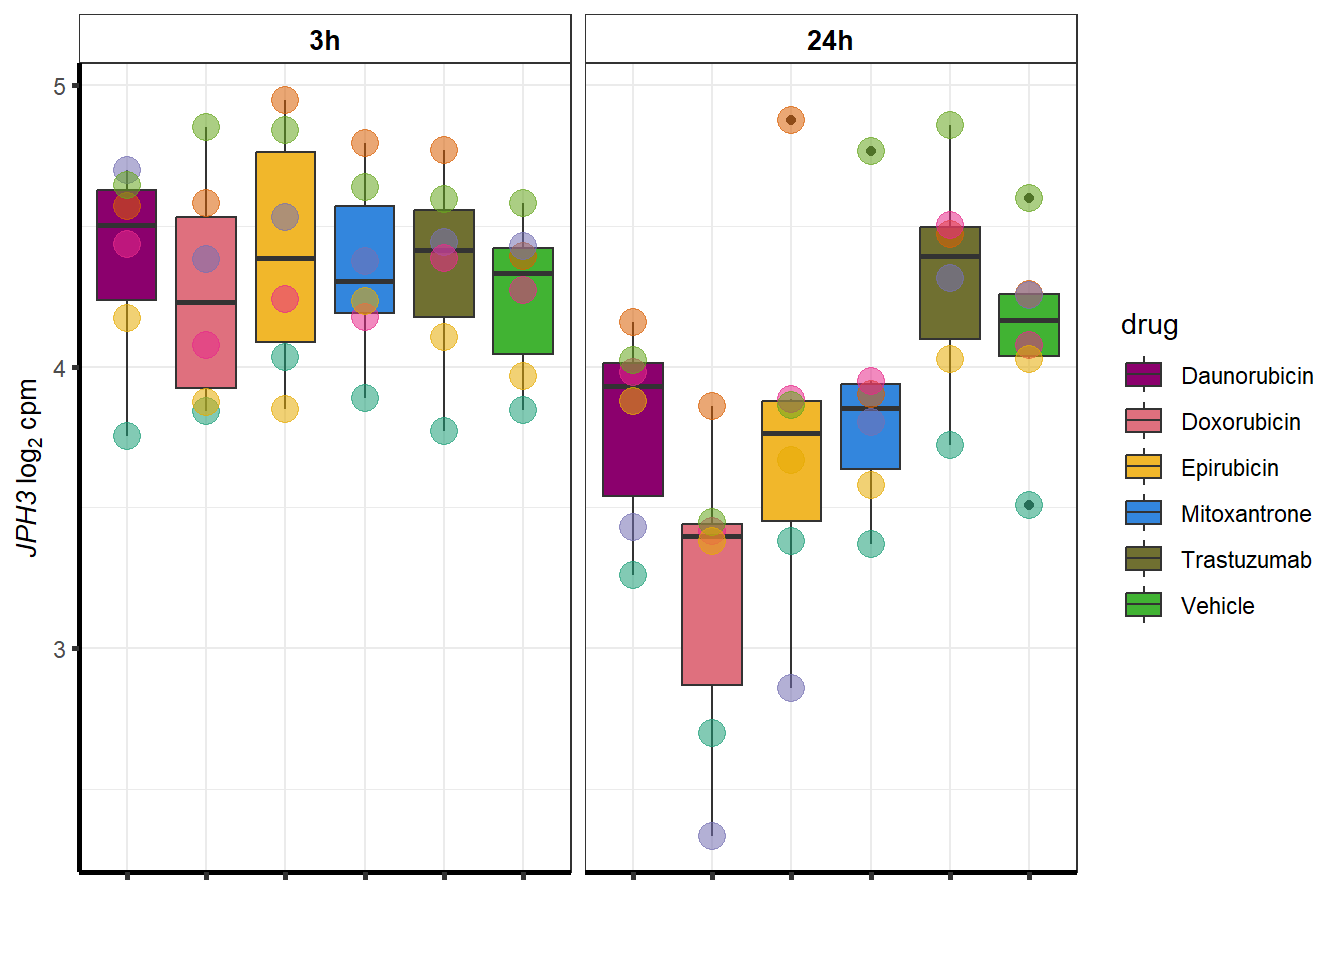 3h
24h
5
4
3
JPH3 log₂ cpm
drug
Daunorubicin
Doxorubicin
Epirubicin
Mitoxantrone
Trastuzumab
Vehicle